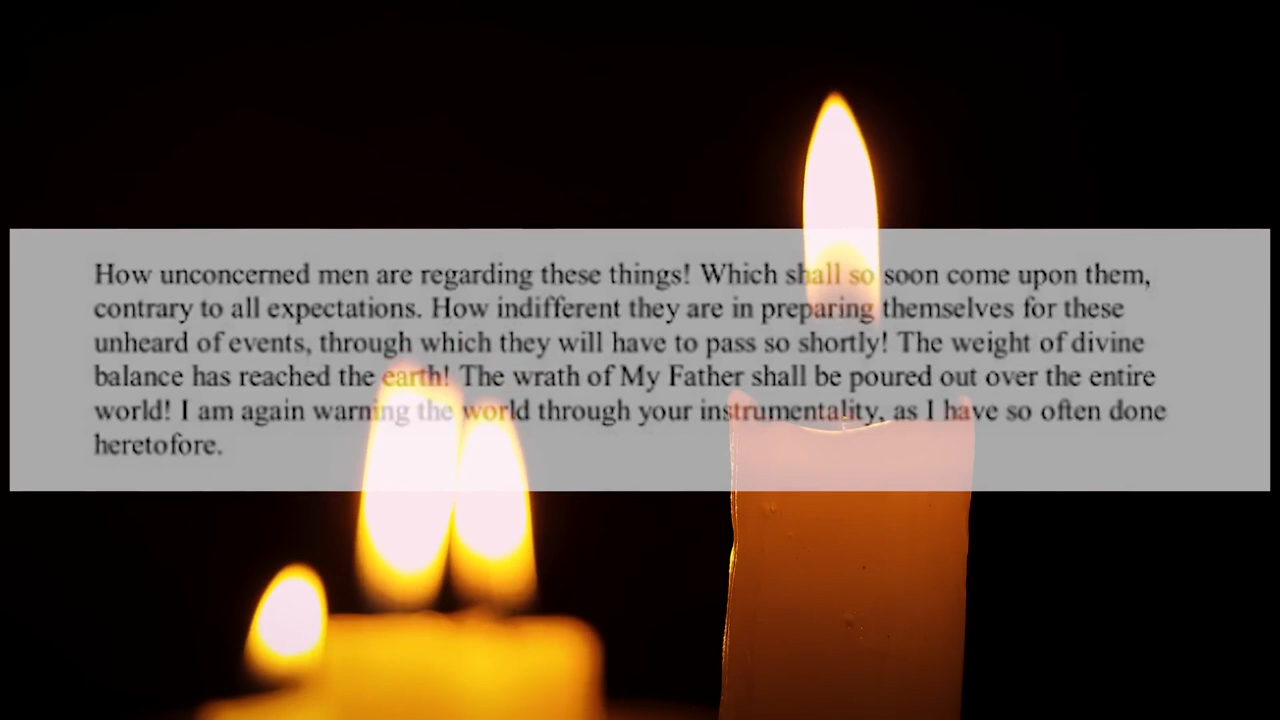 How unconcerned men are regarding these things! Which shall so soon come upon them,
contrary to all expectations. How indifferent they are in preparing themselves for these
unheard of events, through which they will have to pass so shortly! The weight of divine
balance has reached the earth! The wrath of My Father shall be poured out over the entire
world! I am again warning the world through your instrumentality, as I have so often done
heretofore.